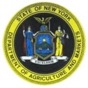 STATE OF NEW YORK
DEPARTMENT OF AGRICULTURE AND MARKETS